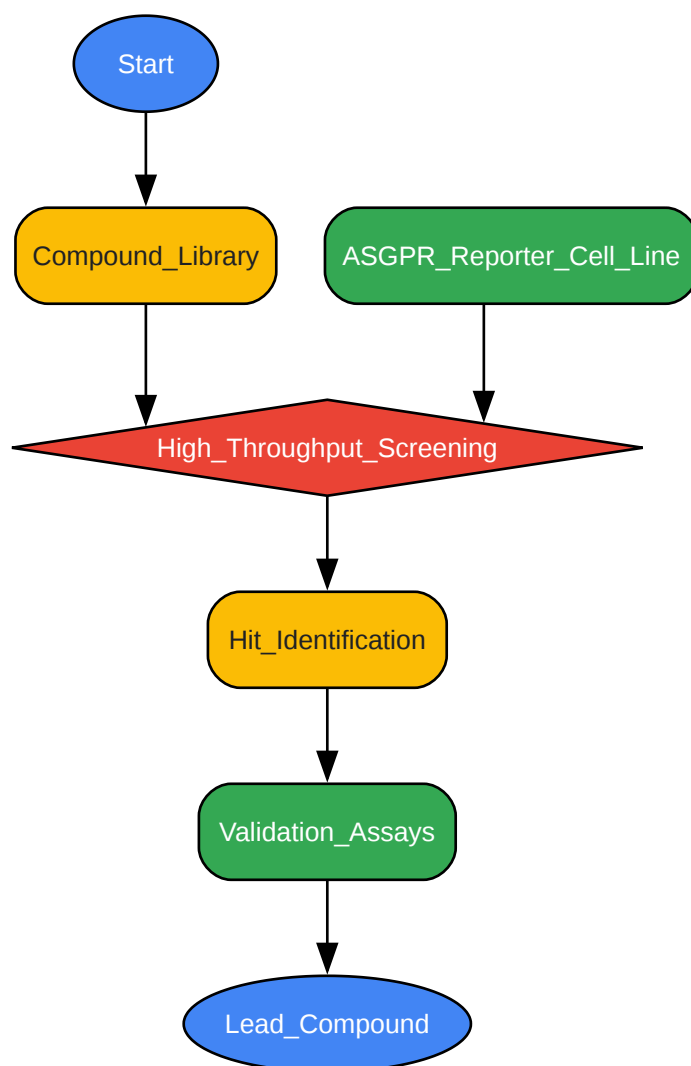 Start
Compound_Library
ASGPR_Reporter_Cell_Line
High_Throughput_Screening
Hit_Identification
Validation_Assays
Lead_Compound